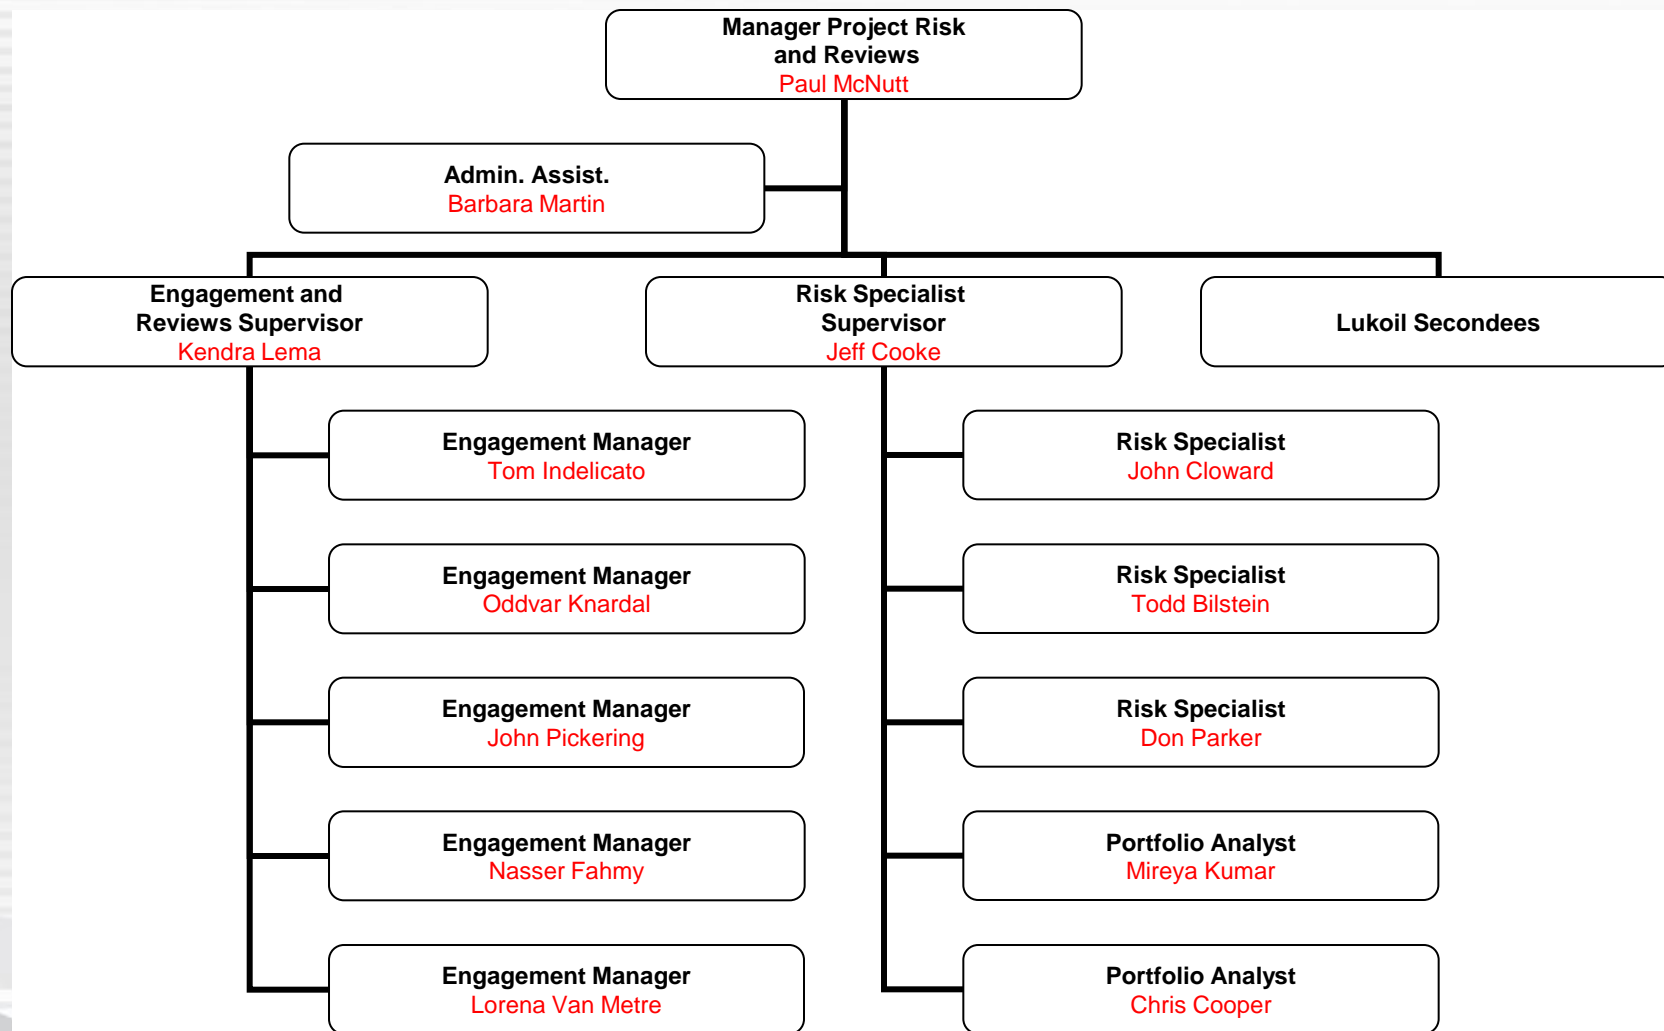 Manager Project Risk
and Reviews
Paul McNutt
Admin. Assist.
Barbara Martin
Engagement and
Reviews Supervisor
Kendra Lema
Risk Specialist
Supervisor
Jeff Cooke
Lukoil Secondees
Engagement Manager
Tom Indelicato
Risk Specialist
John Cloward
Engagement Manager
Oddvar Knardal
Risk Specialist
Todd Bilstein
Engagement Manager
John Pickering
Risk Specialist
Don Parker
Engagement Manager
Nasser Fahmy
Portfolio Analyst
Mireya Kumar
Engagement Manager
Lorena Van Metre
Portfolio Analyst
Chris Cooper